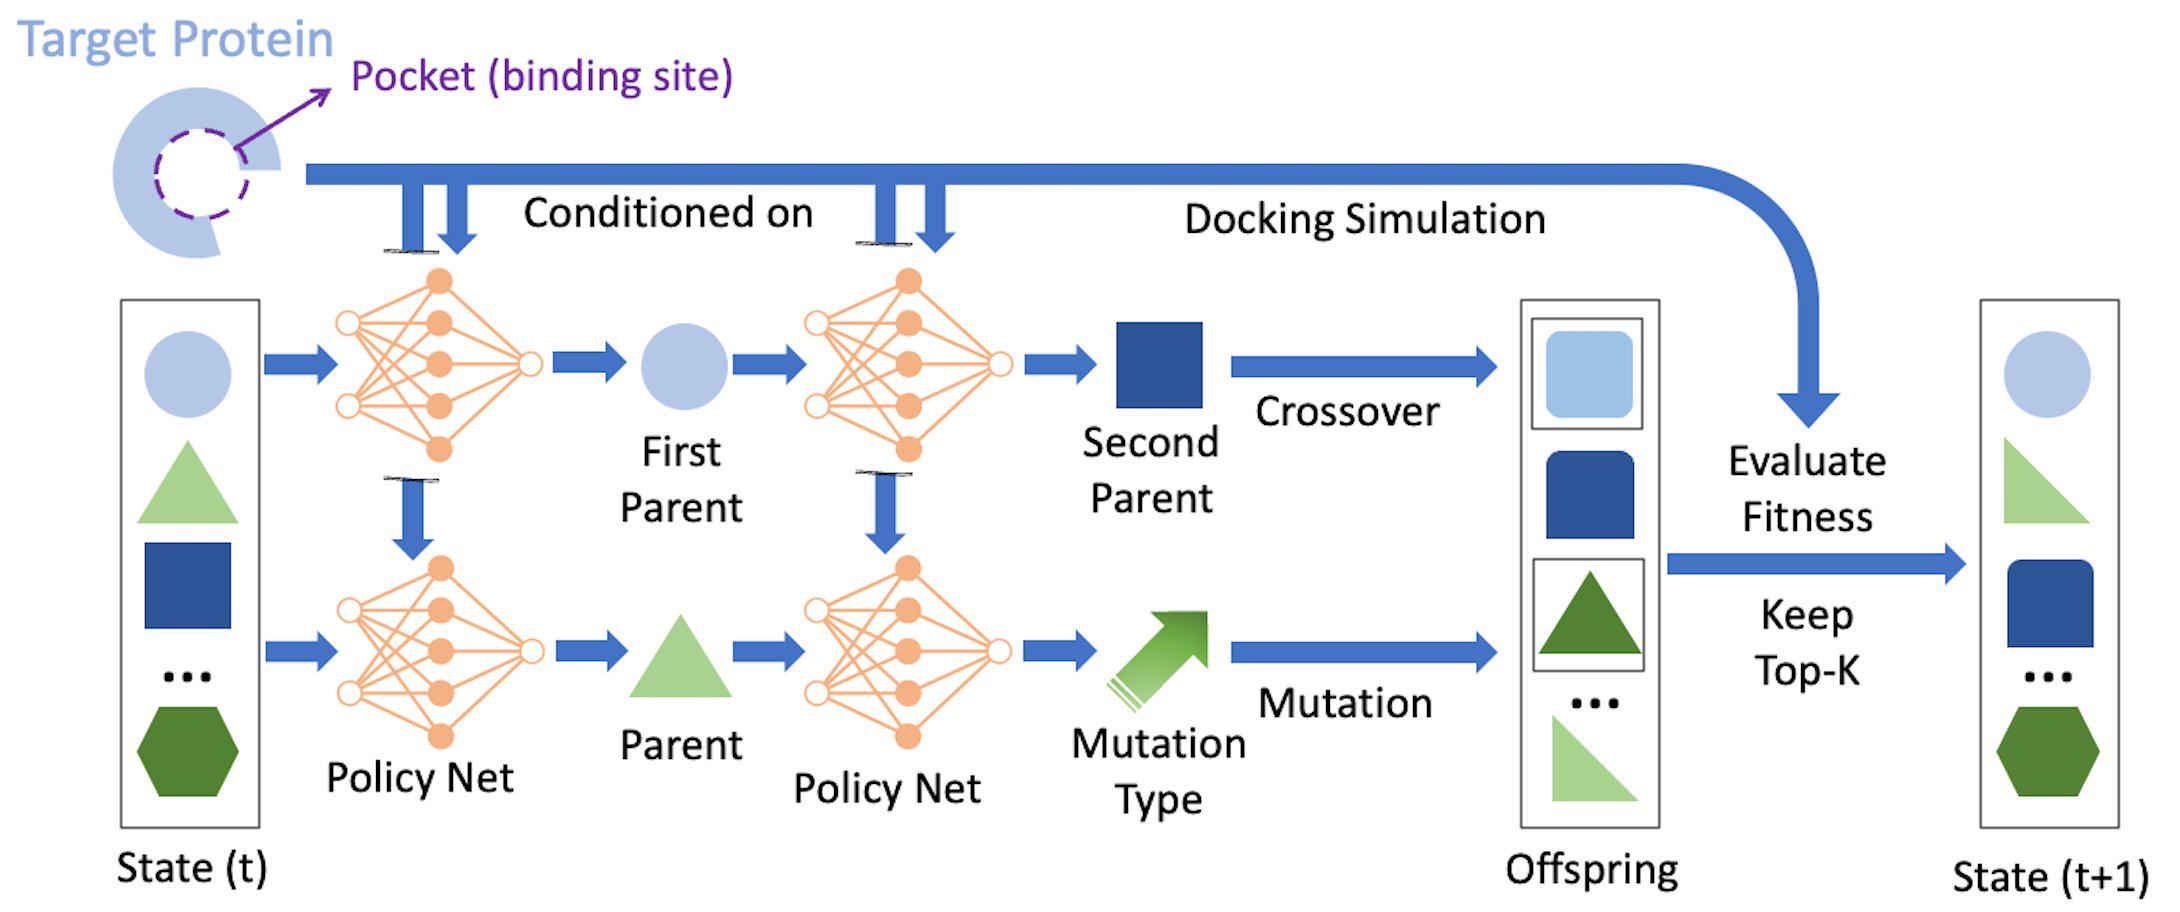 Target Protein
Pocket (binding site)
Conditioned on
Docking Simulation
First
Parent
Second
Parent
Crossover
Evaluate
Fitness
Keep
Top-K
Policy Net
Parent
Policy Net
Mutation
Type
Mutation
State (t)
Offspring
State (t+1)